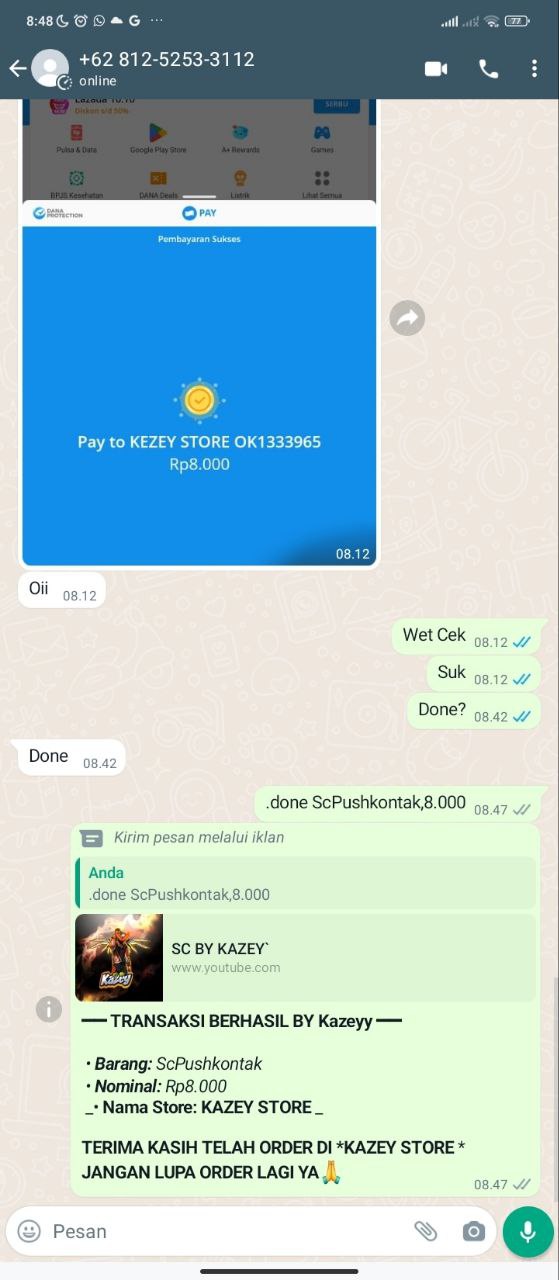 8:48
77
+62 812-5253-3112
online
Lazada 10.10
Diskon s/d 50%
SERBU
Pulsa & Data
Google Play Store
A+ Rewards
Games
BPJS Kesehatan
DANA Deals
Listrik
Lihat Semua
DANA
PROTECTION
PAY
Pembayaran Sukses
Pay to KEZEY STORE OK1333965
Rp8.000
08.12
Oii 08.12
Wet Cek 08.12
Suk 08.12
Done? 08.42
Done 08.42
.done ScPushkontak,8.000 08.47
Kirim pesan melalui iklan
Anda
.done ScPushkontak,8.000
Kazey
SC BY KAZEY`
www.youtube.com
━━ TRANSAKSI BERHASIL BY Kazeyy ━━
• Barang: ScPushkontak
• Nominal: Rp8.000
_• Nama Store: KAZEY STORE _
TERIMA KASIH TELAH ORDER DI *KAZEY STORE *
JANGAN LUPA ORDER LAGI YA🙏
08.47
Pesan